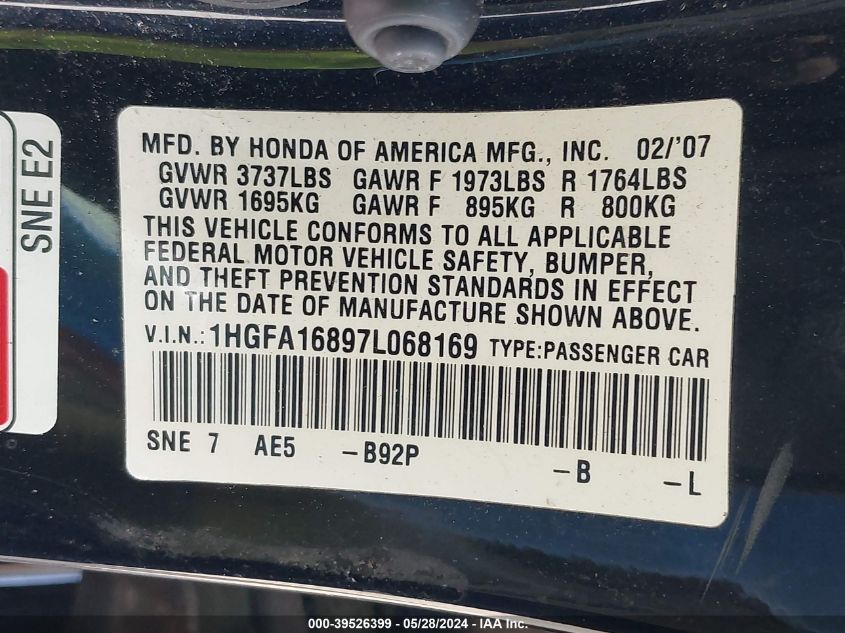 SNE E2
MFD. BY HONDA OF AMERICA MFG., INC. 02/'07
GVWR 3737LBS GAWR F 1973LBS R 1764LBS
GVWR 1695KG GAWR F 895KG R 800KG
THIS VEHICLE CONFORMS TO ALL APPLICABLE
FEDERAL MOTOR VEHICLE SAFETY, BUMPER,
AND THEFT PREVENTION STANDARDS IN EFFECT
ON THE DATE OF MANUFACTURE SHOWN ABOVE.
V.I.N.: 1HGFA16897L068169 TYPE:PASSENGER CAR
SNE 7 AE5 -B92P -B -L
000-39526399 - 05/28/2024 - IAA Inc.